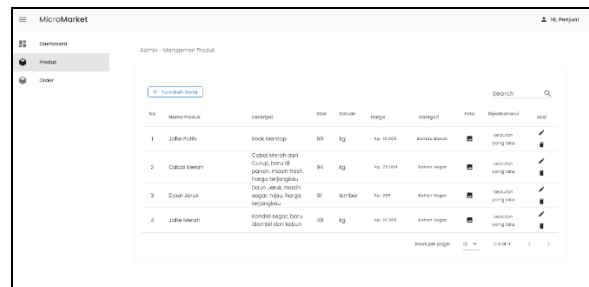 MicroMarket
Hi, Penjual
Dashboard
Produk
Order
Admin - Manajemen Produk
+ Tambah Data
Search
No Nama Produk Deskripsi Stok Satuan Harga Kategori Foto Diperbaharui Aksi
1 Jahe Putih Enak Mantap 80 kg Rp. 10.000 Bumbu Basah sebulan yang lalu
2 Cabai Merah Cabai Merah dari Curup, baru di panen, masih fresh, harga terjangkau 94 kg Rp. 25.000 Bahan Segar sebulan yang lalu
3 Daun Jeruk Daun Jeruk, masih segar, hijau, harga terjangkau 91 lembar Rp. 200 Bahan Segar sebulan yang lalu
4 Jahe Merah Kondisi segar, baru diambil dari kebun 48 kg Rp. 10.000 Bahan Segar sebulan yang lalu
Rows per page: 10 1-4 of 4